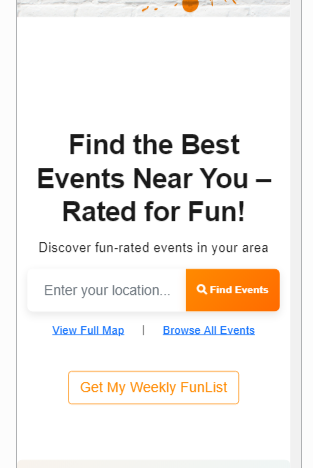 Find the Best
Events Near You –
Rated for Fun!
Discover fun-rated events in your area
Enter your location... Find Events
View Full Map | Browse All Events
Get My Weekly FunList